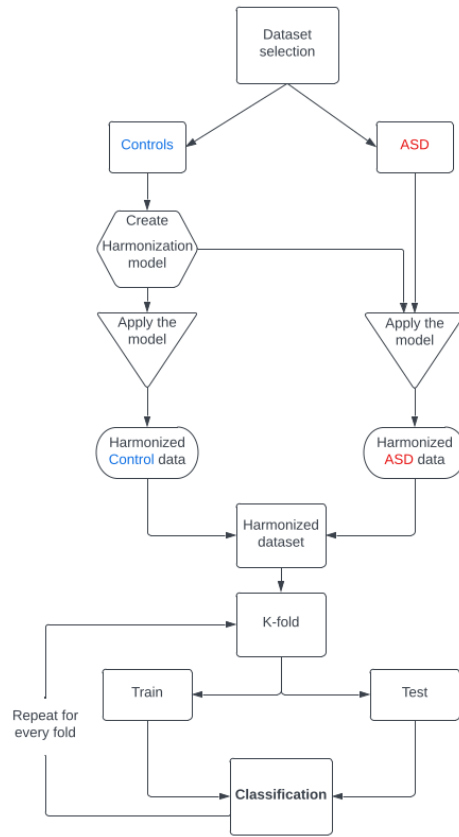 Dataset
selection
Controls
ASD
Create
Harmonization
model
Apply the
model
Apply the
model
Harmonized
Control data
Harmonized
ASD data
Harmonized
dataset
K-fold
Train
Test
Repeat for
every fold
Classification